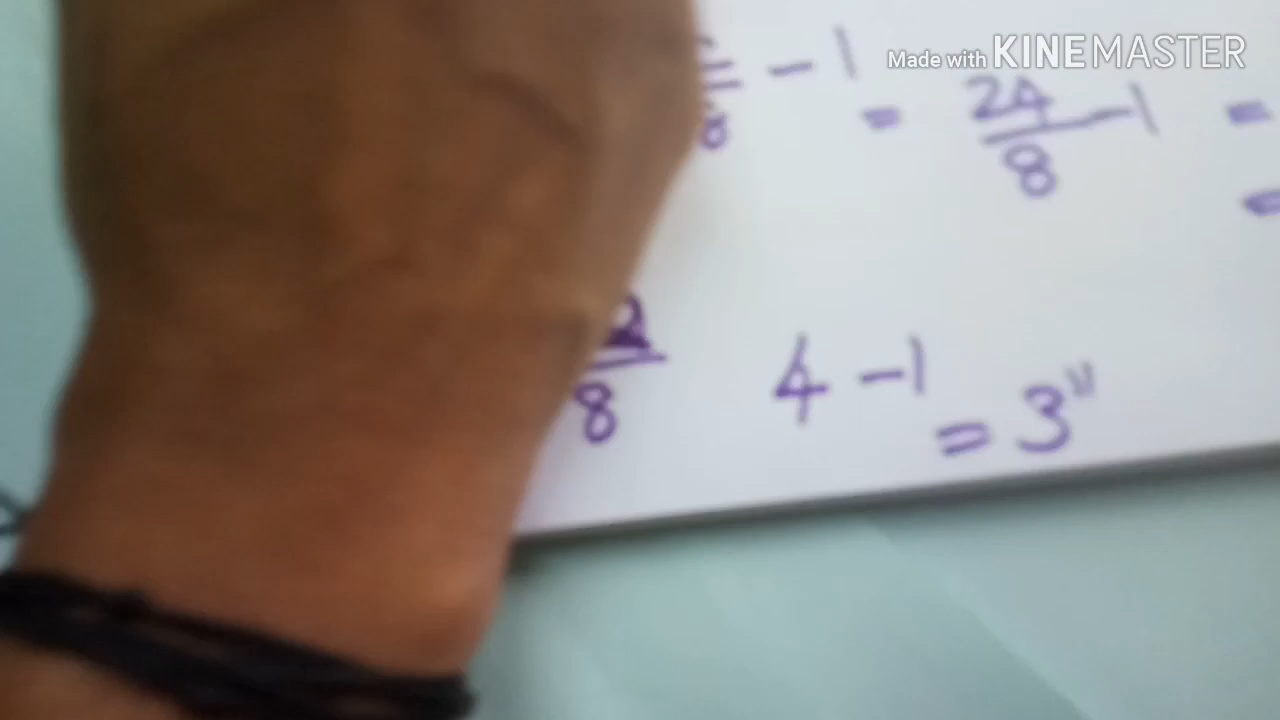 Made with KINEMASTER
- 1 = 24/8 - 1 =
=
8 4 - 1 = 3"